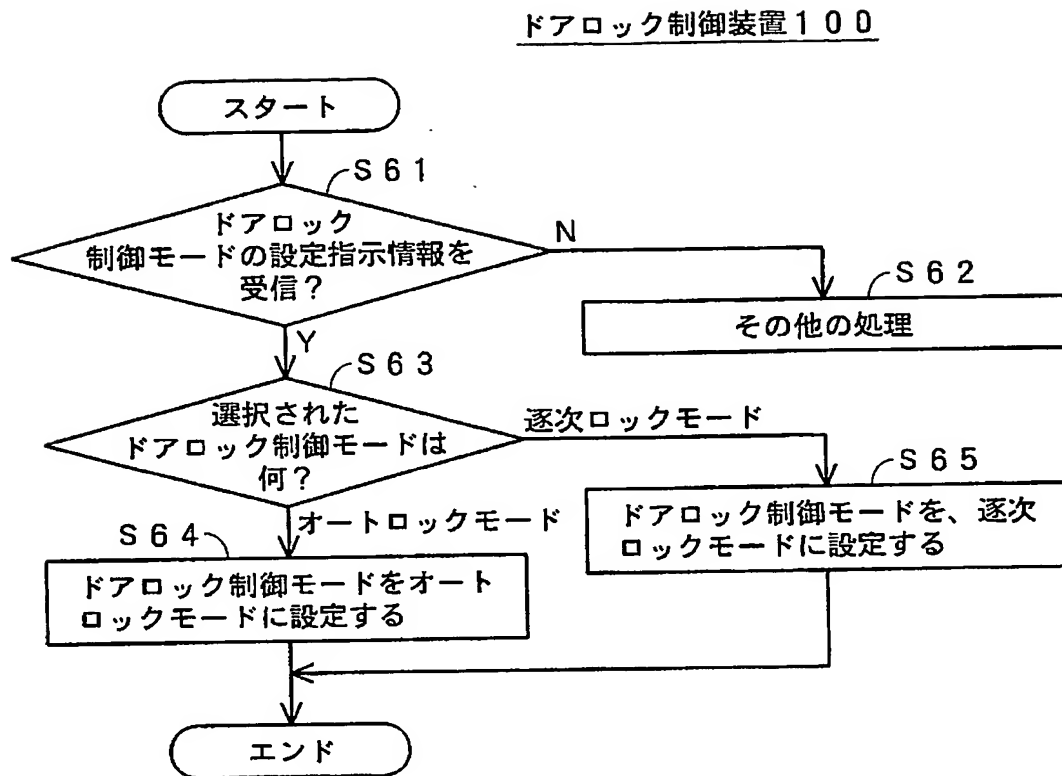 ドアロック制御装置100
スタート
S61
ドアロック
制御モードの設定指示情報を
受信?
N
S62
その他の処理
Y
S63
選択された
ドアロック制御モードは
何?
逐次ロックモード
S65
ドアロック制御モードを、逐次
ロックモードに設定する
オートロックモード
S64
ドアロック制御モードをオート
ロックモードに設定する
エンド